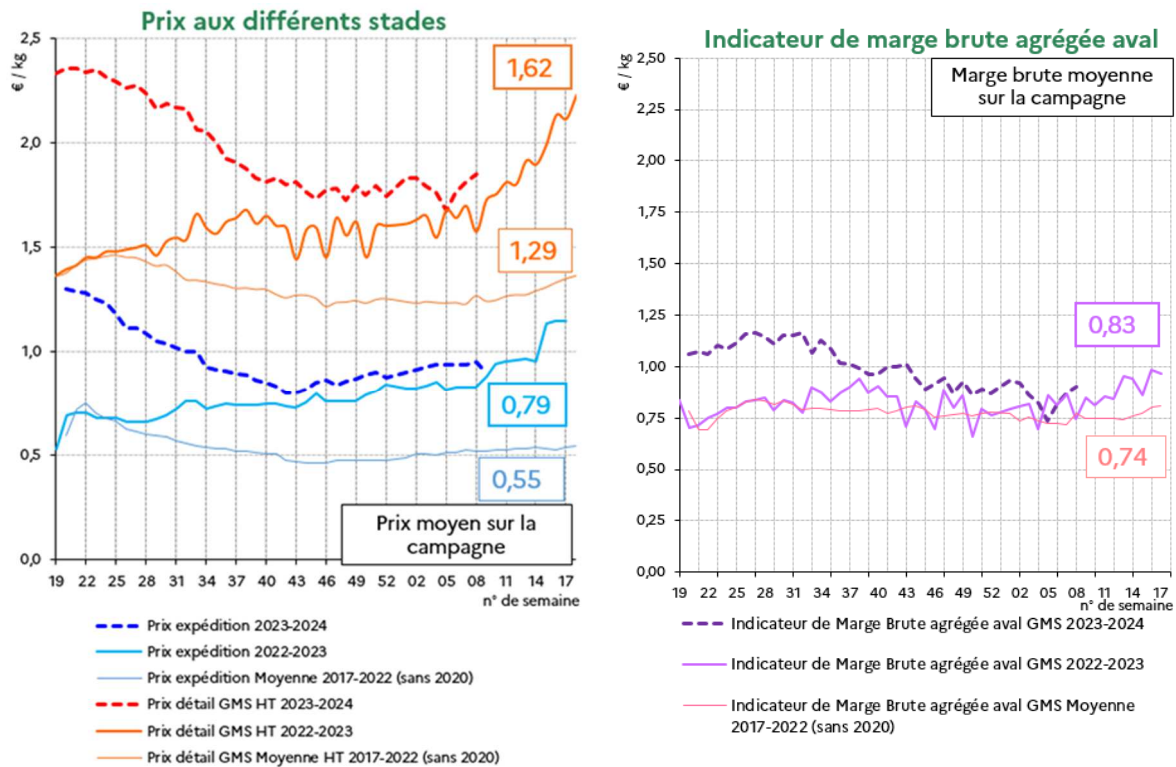 Prix aux différents stades
€ / kg
2,5
2,0
1,5
1,0
0,5
0,0
1,62
1,29
0,79
0,55
Prix moyen sur la
campagne
19 22 25 28 31 34 37 40 43 46 49 52 02 05 08 11 14 17
n° de semaine
Prix expédition 2023-2024
Prix expédition 2022-2023
Prix expédition Moyenne 2017-2022 (sans 2020)
Prix détail GMS HT 2023-2024
Prix détail GMS HT 2022-2023
Prix détail GMS Moyenne HT 2017-2022 (sans 2020)
Indicateur de marge brute agrégée aval
€ / kg
2,50
2,25
2,00
1,75
1,50
1,25
1,00
0,75
0,50
0,25
0,00
Marge brute moyenne
sur la campagne
0,83
0,74
19 22 25 28 31 34 37 40 43 46 49 52 02 05 08 11 14 17
n° de semaine
Indicateur de Marge Brute agrégée aval GMS 2023-2024
Indicateur de Marge Brute agrégée aval GMS 2022-2023
Indicateur de Marge Brute agrégée aval GMS Moyenne
2017-2022 (sans 2020)